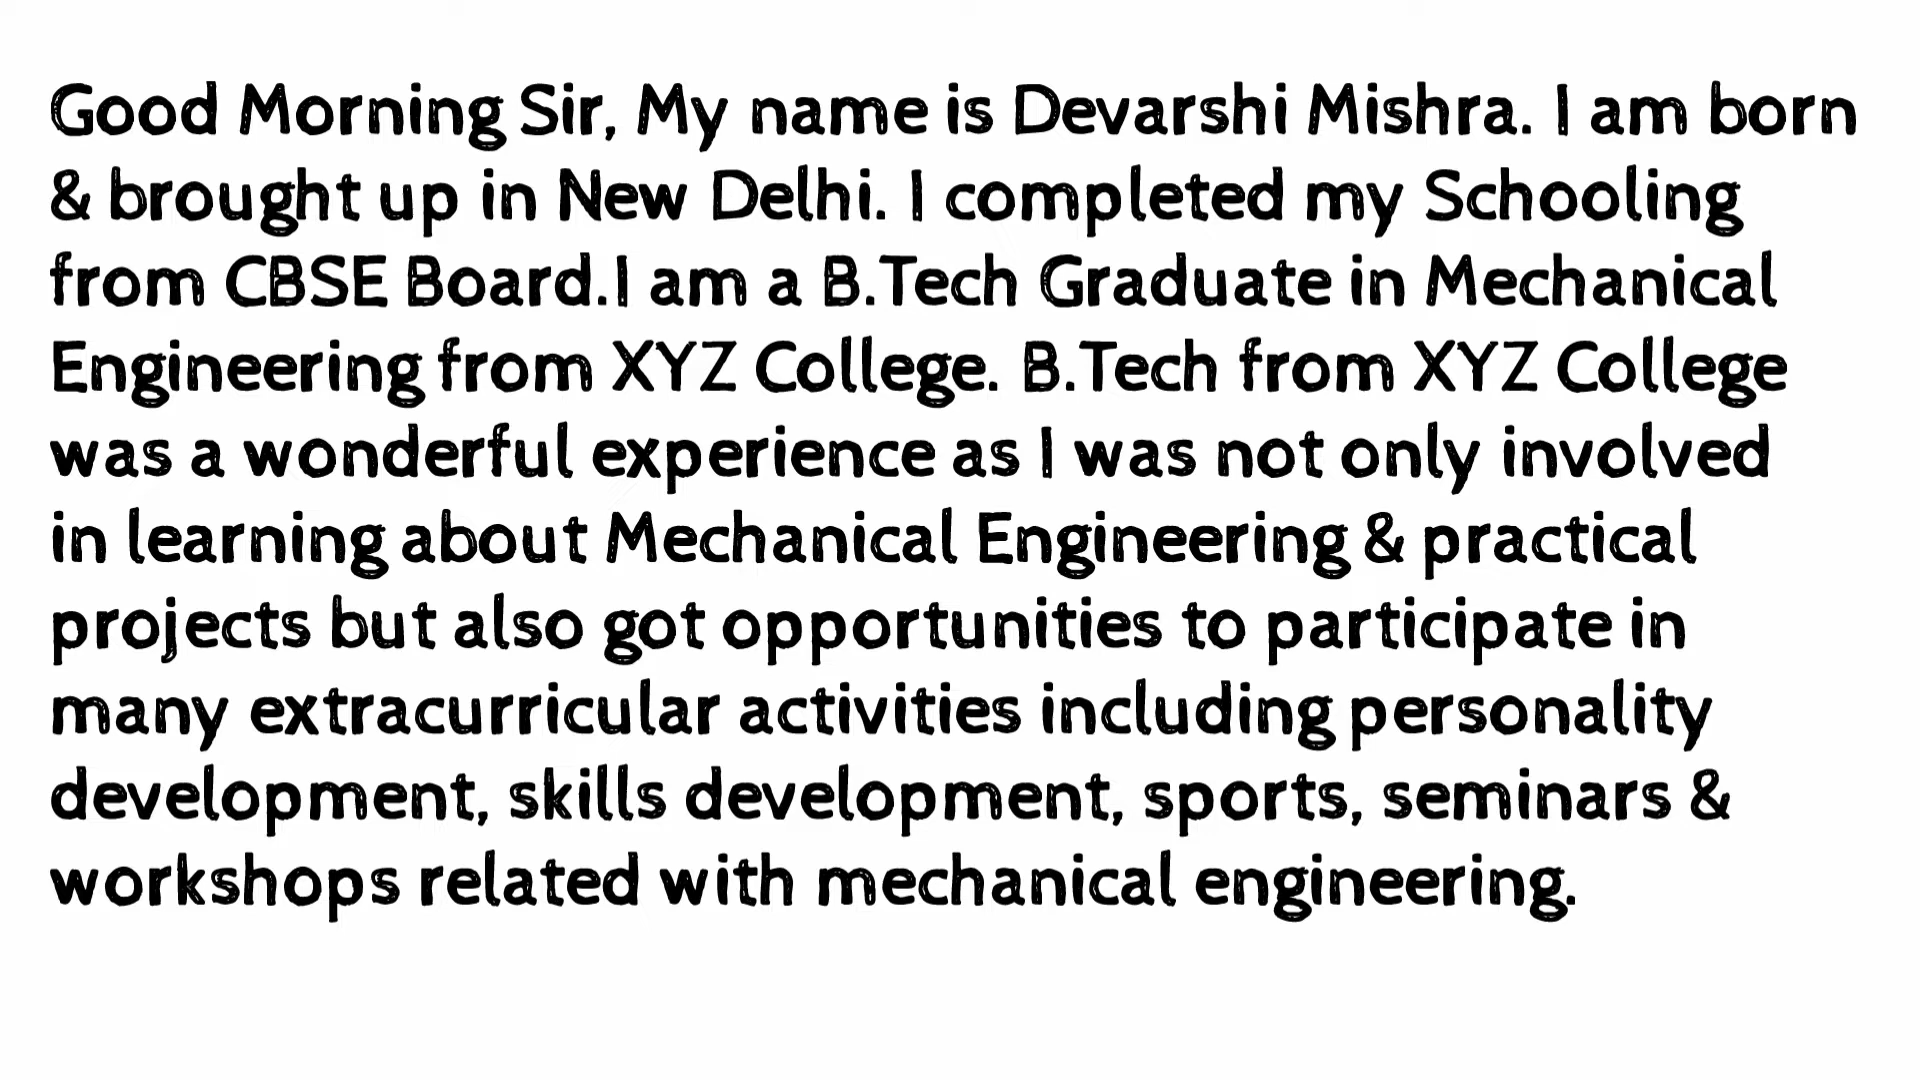 Good Morning Sir, My name is Devarshi Mishra. I am born
& brought up in New Delhi. I completed my Schooling
from CBSE Board.I am a B.Tech Graduate in Mechanical
Engineering from XYZ College. B.Tech from XYZ College
was a wonderful experience as I was not only involved
in learning about Mechanical Engineering & practical
projects but also got opportunities to participate in
many extracurricular activities including personality
development, skills development, sports, seminars &
workshops related with mechanical engineering.